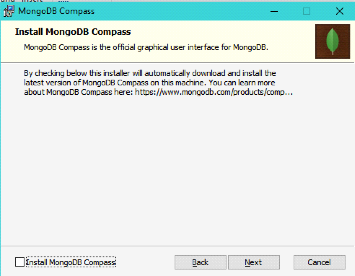 MongoDB Compass
Install MongoDB Compass
MongoDB Compass is the official graphical user interface for MongoDB.
By checking below this installer will automatically download and install the
latest version of MongoDB Compass on this machine. You can learn more
about MongoDB Compass here: https://www.mongodb.com/products/comp...
Install MongoDB Compass
Back
Next
Cancel